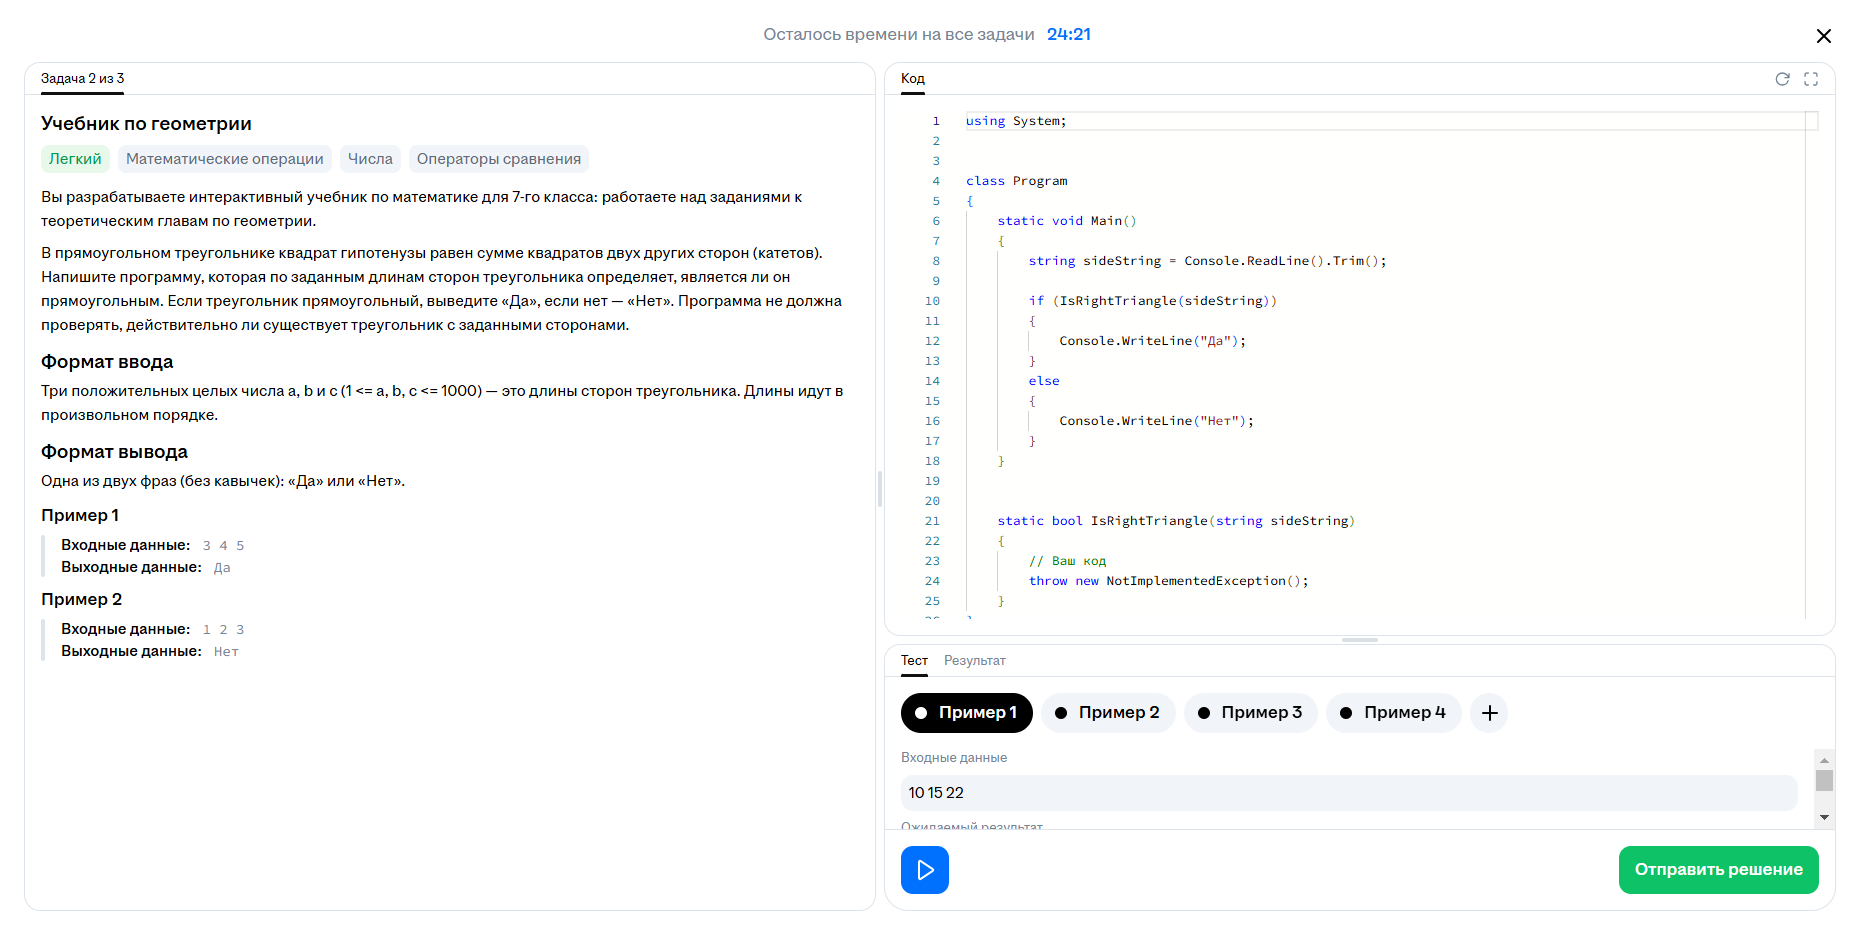 Осталось времени на все задачи 24:21
Задача 2 из 3
Учебник по геометрии
Легкий Математические операции Числа Операторы сравнения
Вы разрабатываете интерактивный учебник по математике для 7-го класса: работаете над заданиями к
теоретическим главам по геометрии.
В прямоугольном треугольнике квадрат гипотенузы равен сумме квадратов двух других сторон (катетов).
Напишите программу, которая по заданным длинам сторон треугольника определяет, является ли он
прямоугольным. Если треугольник прямоугольный, выведите «Да», если нет — «Нет». Программа не должна
проверять, действительно ли существует треугольник с заданными сторонами.
Формат ввода
Три положительных целых числа a, b и c (1 <= a, b, c <= 1000) — это длины сторон треугольника. Длины идут в
произвольном порядке.
Формат вывода
Одна из двух фраз (без кавычек): «Да» или «Нет».
Пример 1
Входные данные: 3 4 5
Выходные данные: Да
Пример 2
Входные данные: 1 2 3
Выходные данные: Нет
Код
1 using System;
2
3
4 class Program
5 {
6 static void Main()
7 {
8 string sideString = Console.ReadLine().Trim();
9
10 if (IsRightTriangle(sideString))
11 {
12 Console.WriteLine("Да");
13 }
14 else
15 {
16 Console.WriteLine("Нет");
17 }
18 }
19
20
21 static bool IsRightTriangle(string sideString)
22 {
23 // Ваш код
24 throw new NotImplementedException();
25 }
26 }
Тест Результат
Пример 1 Пример 2 Пример 3 Пример 4 +
Входные данные
10 15 22
Ожидаемый результат
Отправить решение